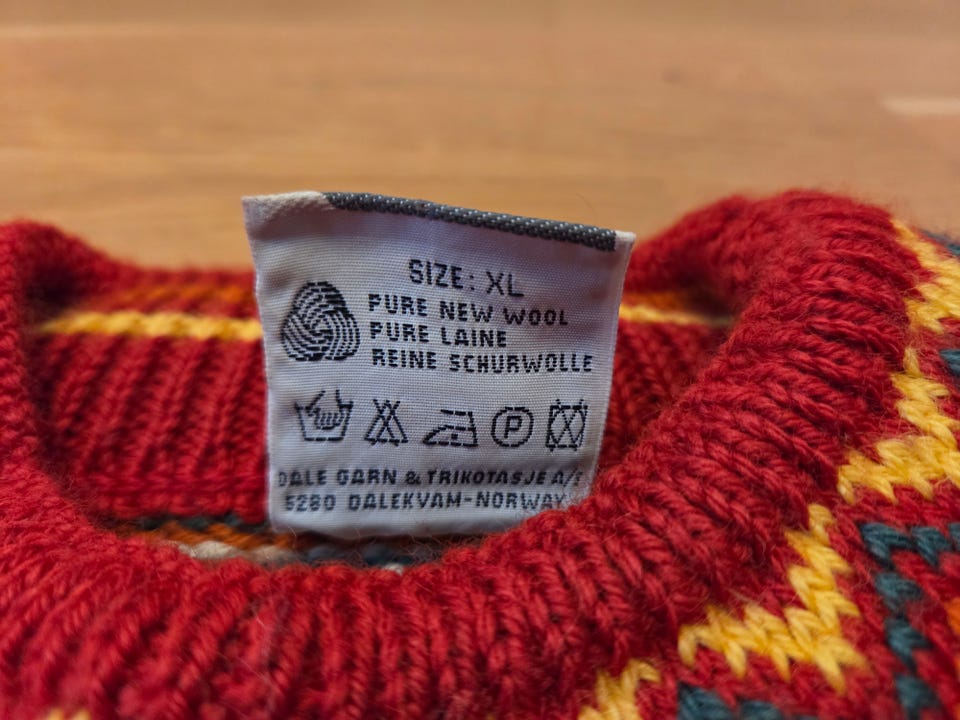 SIZE: XL
PURE NEW WOOL
PURE LAINE
REINE SCHURWOLLE
P
DALE GARN & TRIKOTASJE A/S
5280 DALEKVAM-NORWAY